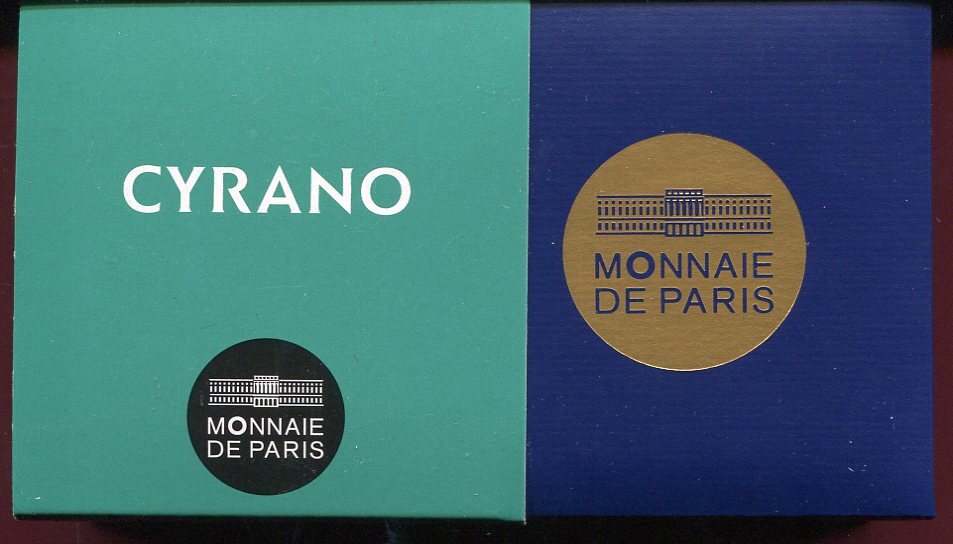 CYRANO
MONNAIE
DE PARIS
MONNAIE
DE PARIS